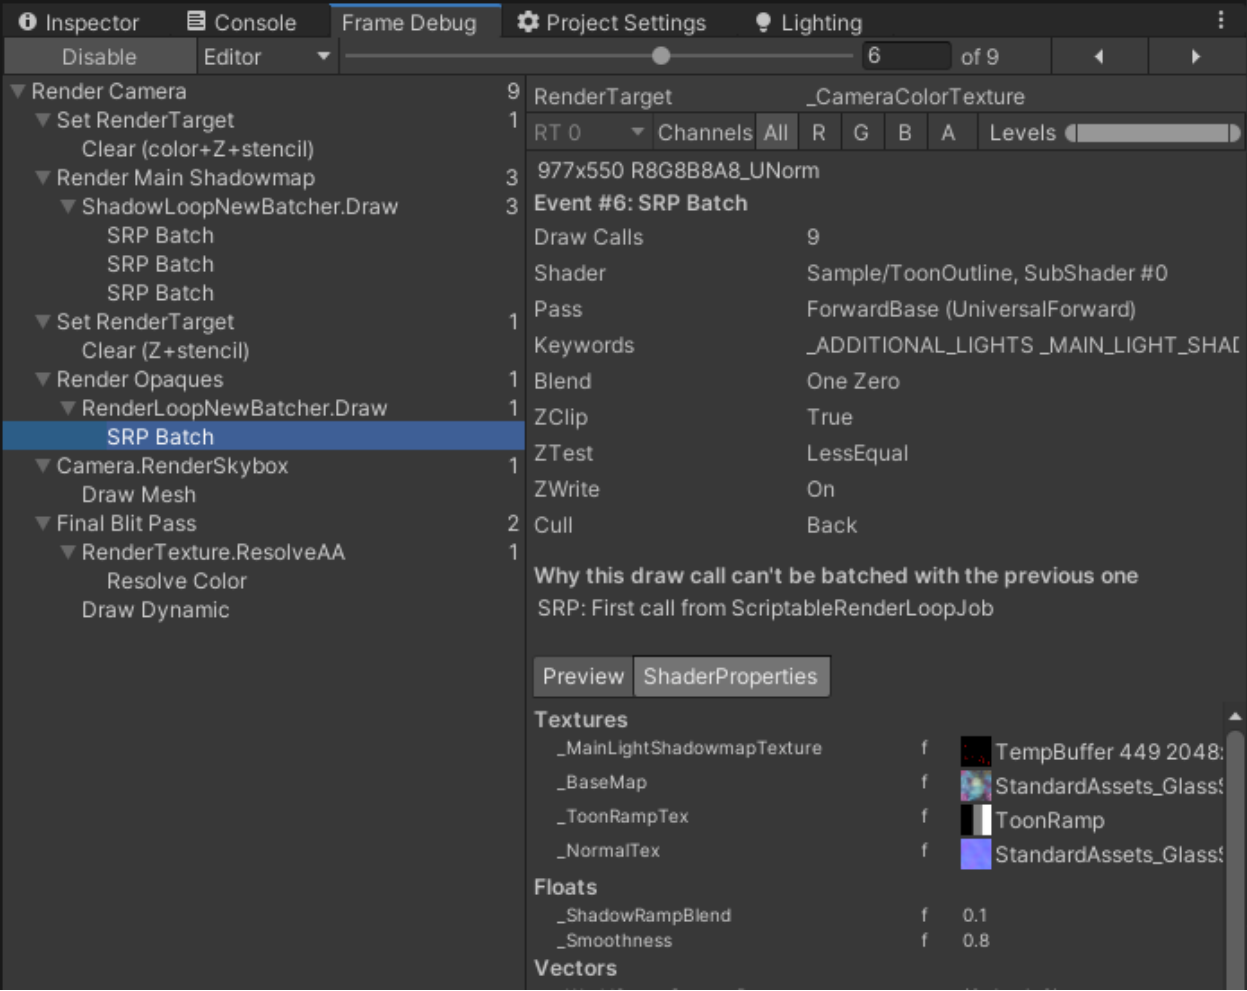 Inspector Console Frame Debug Project Settings Lighting
Disable Editor 6 of 9
Render Camera 9
Set RenderTarget 1
Clear (color+Z+stencil)
Render Main Shadowmap 3
ShadowLoopNewBatcher.Draw 3
SRP Batch
SRP Batch
SRP Batch
Set RenderTarget 1
Clear (Z+stencil)
Render Opaques 1
RenderLoopNewBatcher.Draw 1
SRP Batch
Camera.RenderSkybox 1
Draw Mesh
Final Blit Pass 2
RenderTexture.ResolveAA 1
Resolve Color
Draw Dynamic
RenderTarget _CameraColorTexture
RT 0 Channels All R G B A Levels
977x550 R8G8B8A8_UNorm
Event #6: SRP Batch
Draw Calls 9
Shader Sample/ToonOutline, SubShader #0
Pass ForwardBase (UniversalForward)
Keywords _ADDITIONAL_LIGHTS _MAIN_LIGHT_SHAD
Blend One Zero
ZClip True
ZTest LessEqual
ZWrite On
Cull Back
Why this draw call can't be batched with the previous one
SRP: First call from ScriptableRenderLoopJob
Preview ShaderProperties
Textures
_MainLightShadowmapTexture f TempBuffer 449 2048
_BaseMap f StandardAssets_GlassS
_ToonRampTex f ToonRamp
_NormalTex f StandardAssets_GlassS
Floats
_ShadowRampBlend f 0.1
_Smoothness f 0.8
Vectors